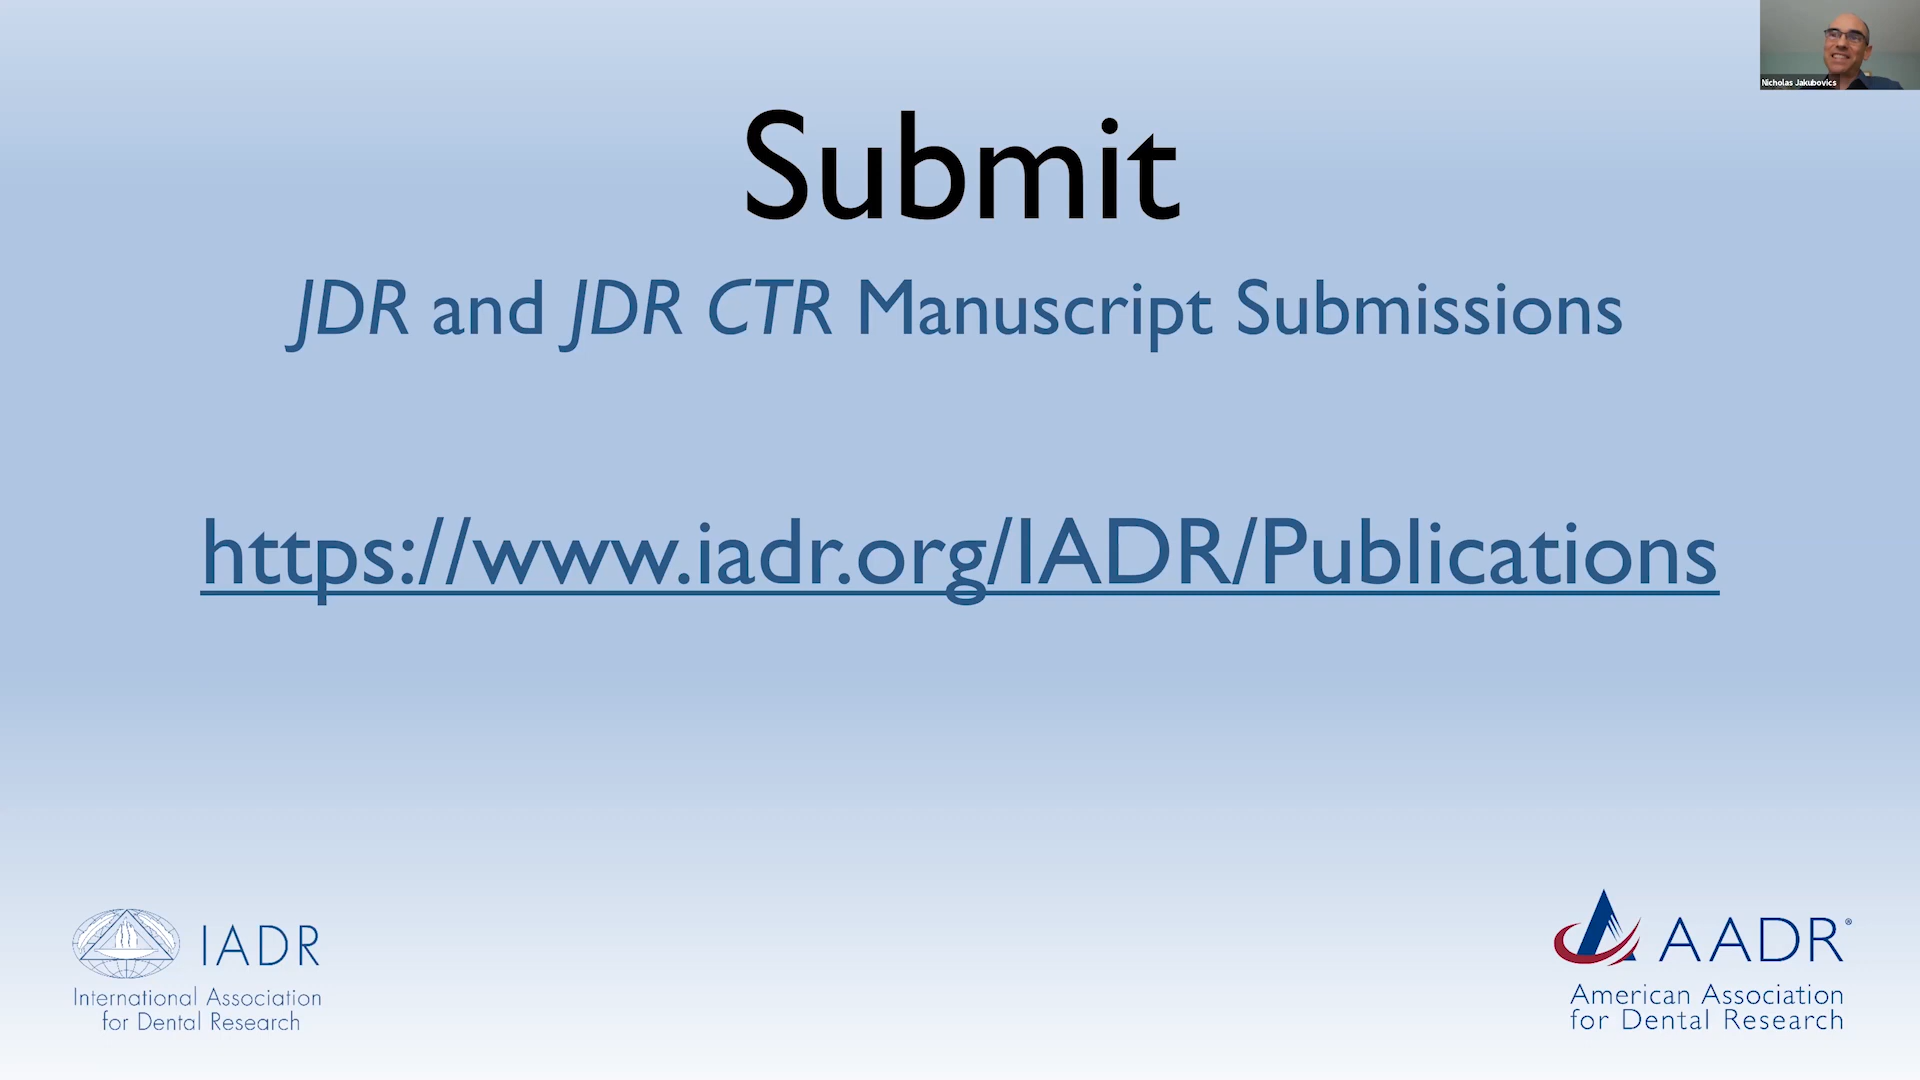 Nicholas Jakubovics
Submit
JDR and JDR CTR Manuscript Submissions
https://www.iadr.org/IADR/Publications
IADR
International Association
for Dental Research
AADR®
American Association
for Dental Research